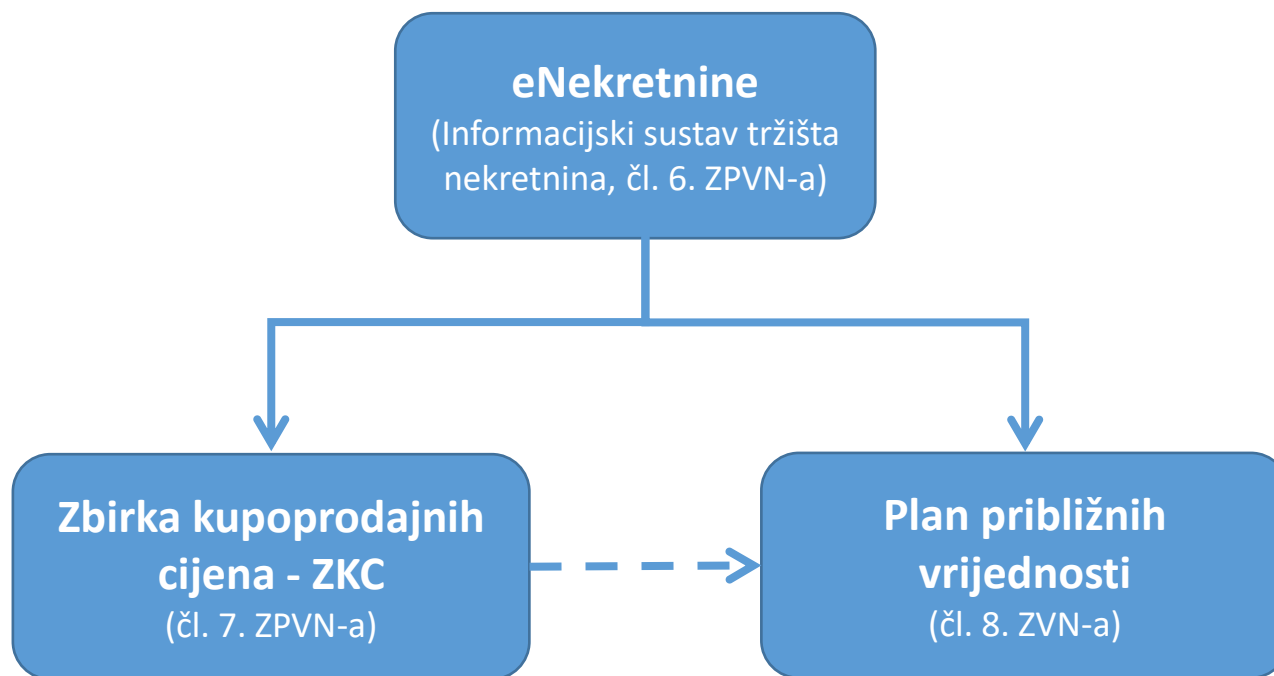 eNekretnine
(Informacijski sustav tržišta
nekretnina, čl. 6. ZPVN-a)
Zbirka kupoprodajnih
cijena - ZKC
(čl. 7. ZPVN-a)
Plan približnih
vrijednosti
(čl. 8. ZVN-a)